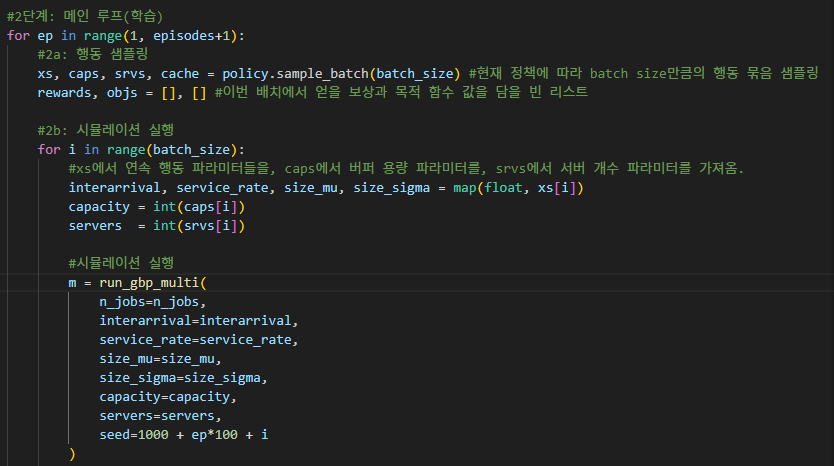 #2단계: 메인 루프(학습)
for ep in range(1, episodes+1):
    #2a: 행동 샘플링
    xs, caps, srvs, cache = policy.sample_batch(batch_size) #현재 정책에 따라 batch size만큼의 행동 묶음 샘플링
    rewards, objs = [], [] #이번 배치에서 얻을 보상과 목적 함수 값을 담을 빈 리스트

    #2b: 시뮬레이션 실행
    for i in range(batch_size):
        #xs에서 연속 행동 파라미터들을, caps에서 버퍼 용량 파라미터를, srvs에서 서버 개수 파라미터를 가져옴.
        interarrival, service_rate, size_mu, size_sigma = map(float, xs[i])
        capacity = int(caps[i])
        servers  = int(srvs[i])

        #시뮬레이션 실행
        m = run_gbp_multi(
            n_jobs=n_jobs,
            interarrival=interarrival,
            service_rate=service_rate,
            size_mu=size_mu,
            size_sigma=size_sigma,
            capacity=capacity,
            servers=servers,
            seed=1000 + ep*100 + i
        )